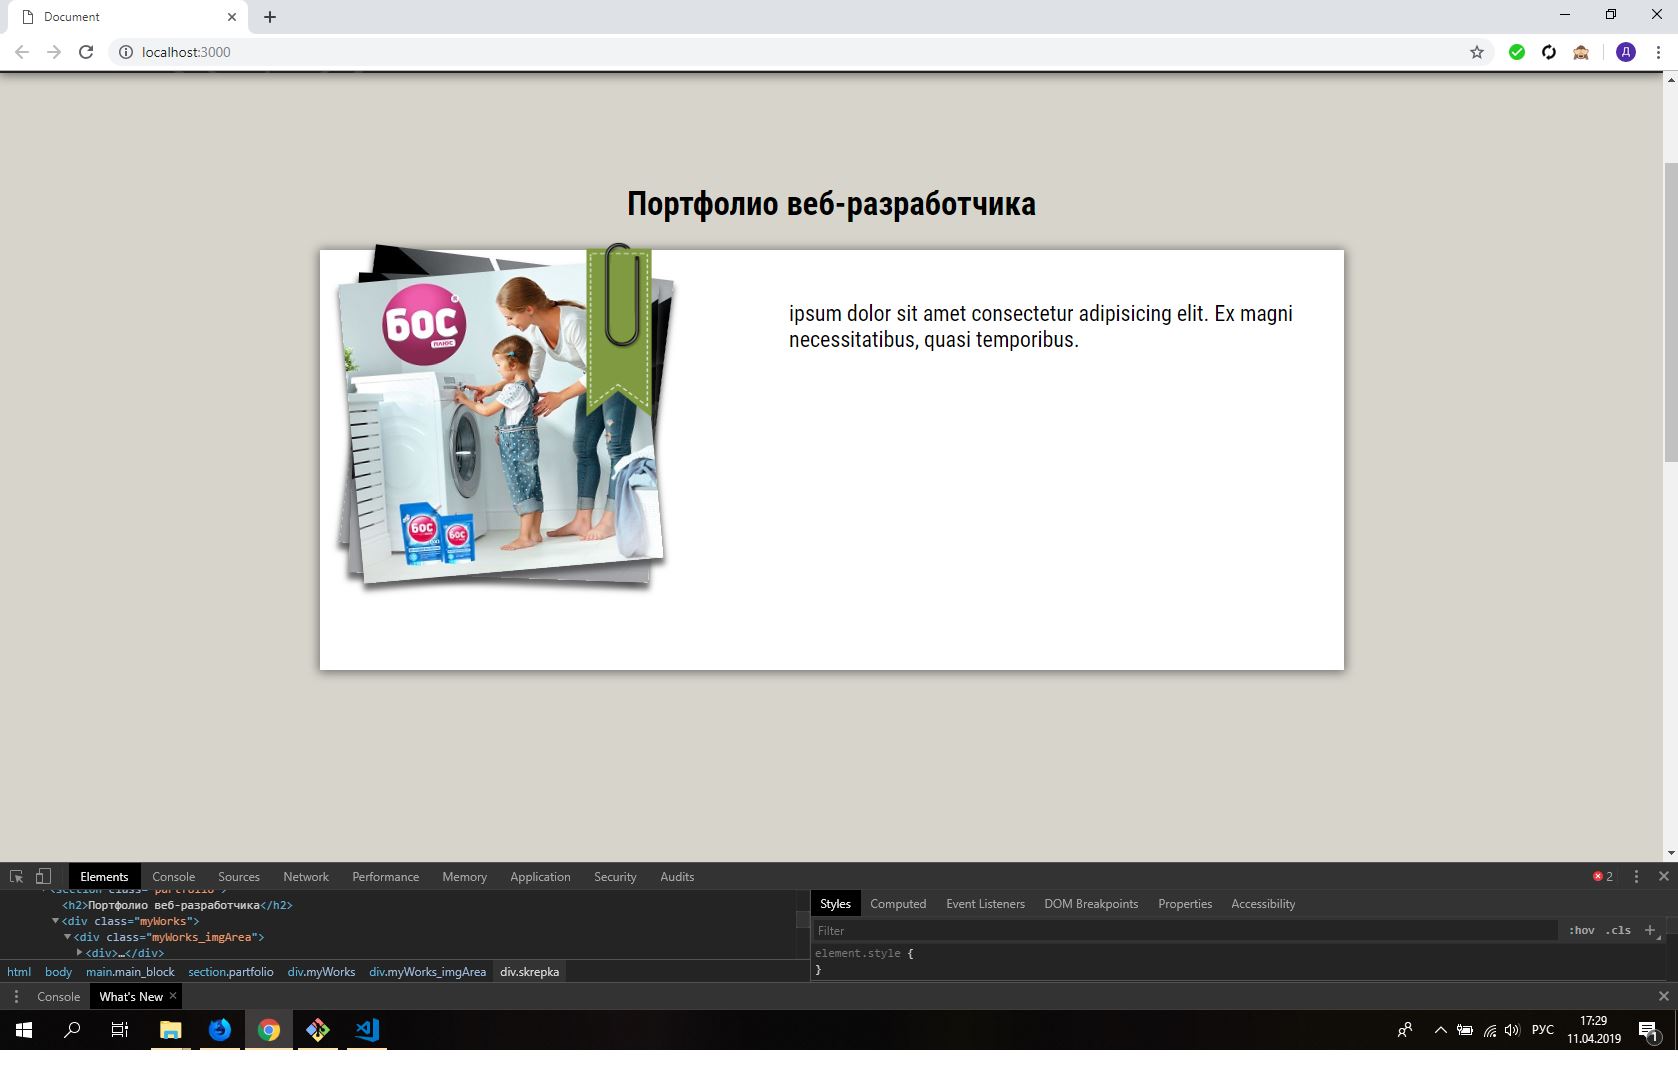 Document
localhost:3000
Д
Портфолио веб-разработчика
БОС
ПЛЮС
ipsum dolor sit amet consectetur adipisicing elit. Ex magni
necessitatibus, quasi temporibus.
БОС
БОС
Elements Console Sources Network Performance Memory Application Security Audits 2
<section class="partfolio">
<h2>Портфолио веб-разработчика</h2>
<div class="myWorks">
<div class="myWorks_imgArea">
<div>…</div>
html body main.main_block section.partfolio div.myWorks div.myWorks_imgArea div.skrepka
Styles Computed Event Listeners DOM Breakpoints Properties Accessibility
Filter :hov .cls +
element.style {
}
Console What's New
РУС
17:29
11.04.2019
1